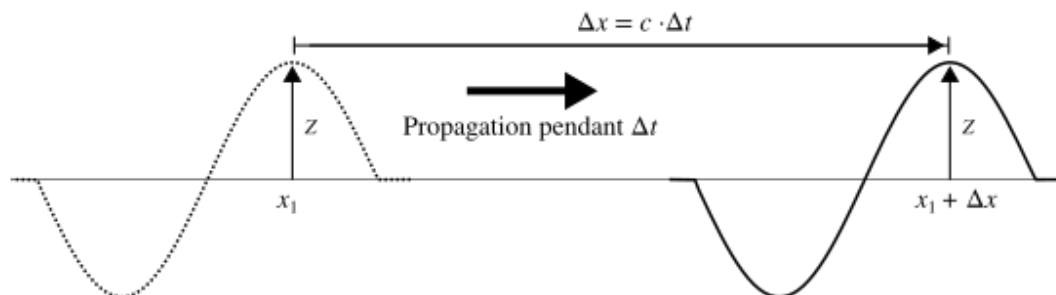 Δx = c · Δt
Propagation pendant Δt
z
z
x₁
x₁ + Δx